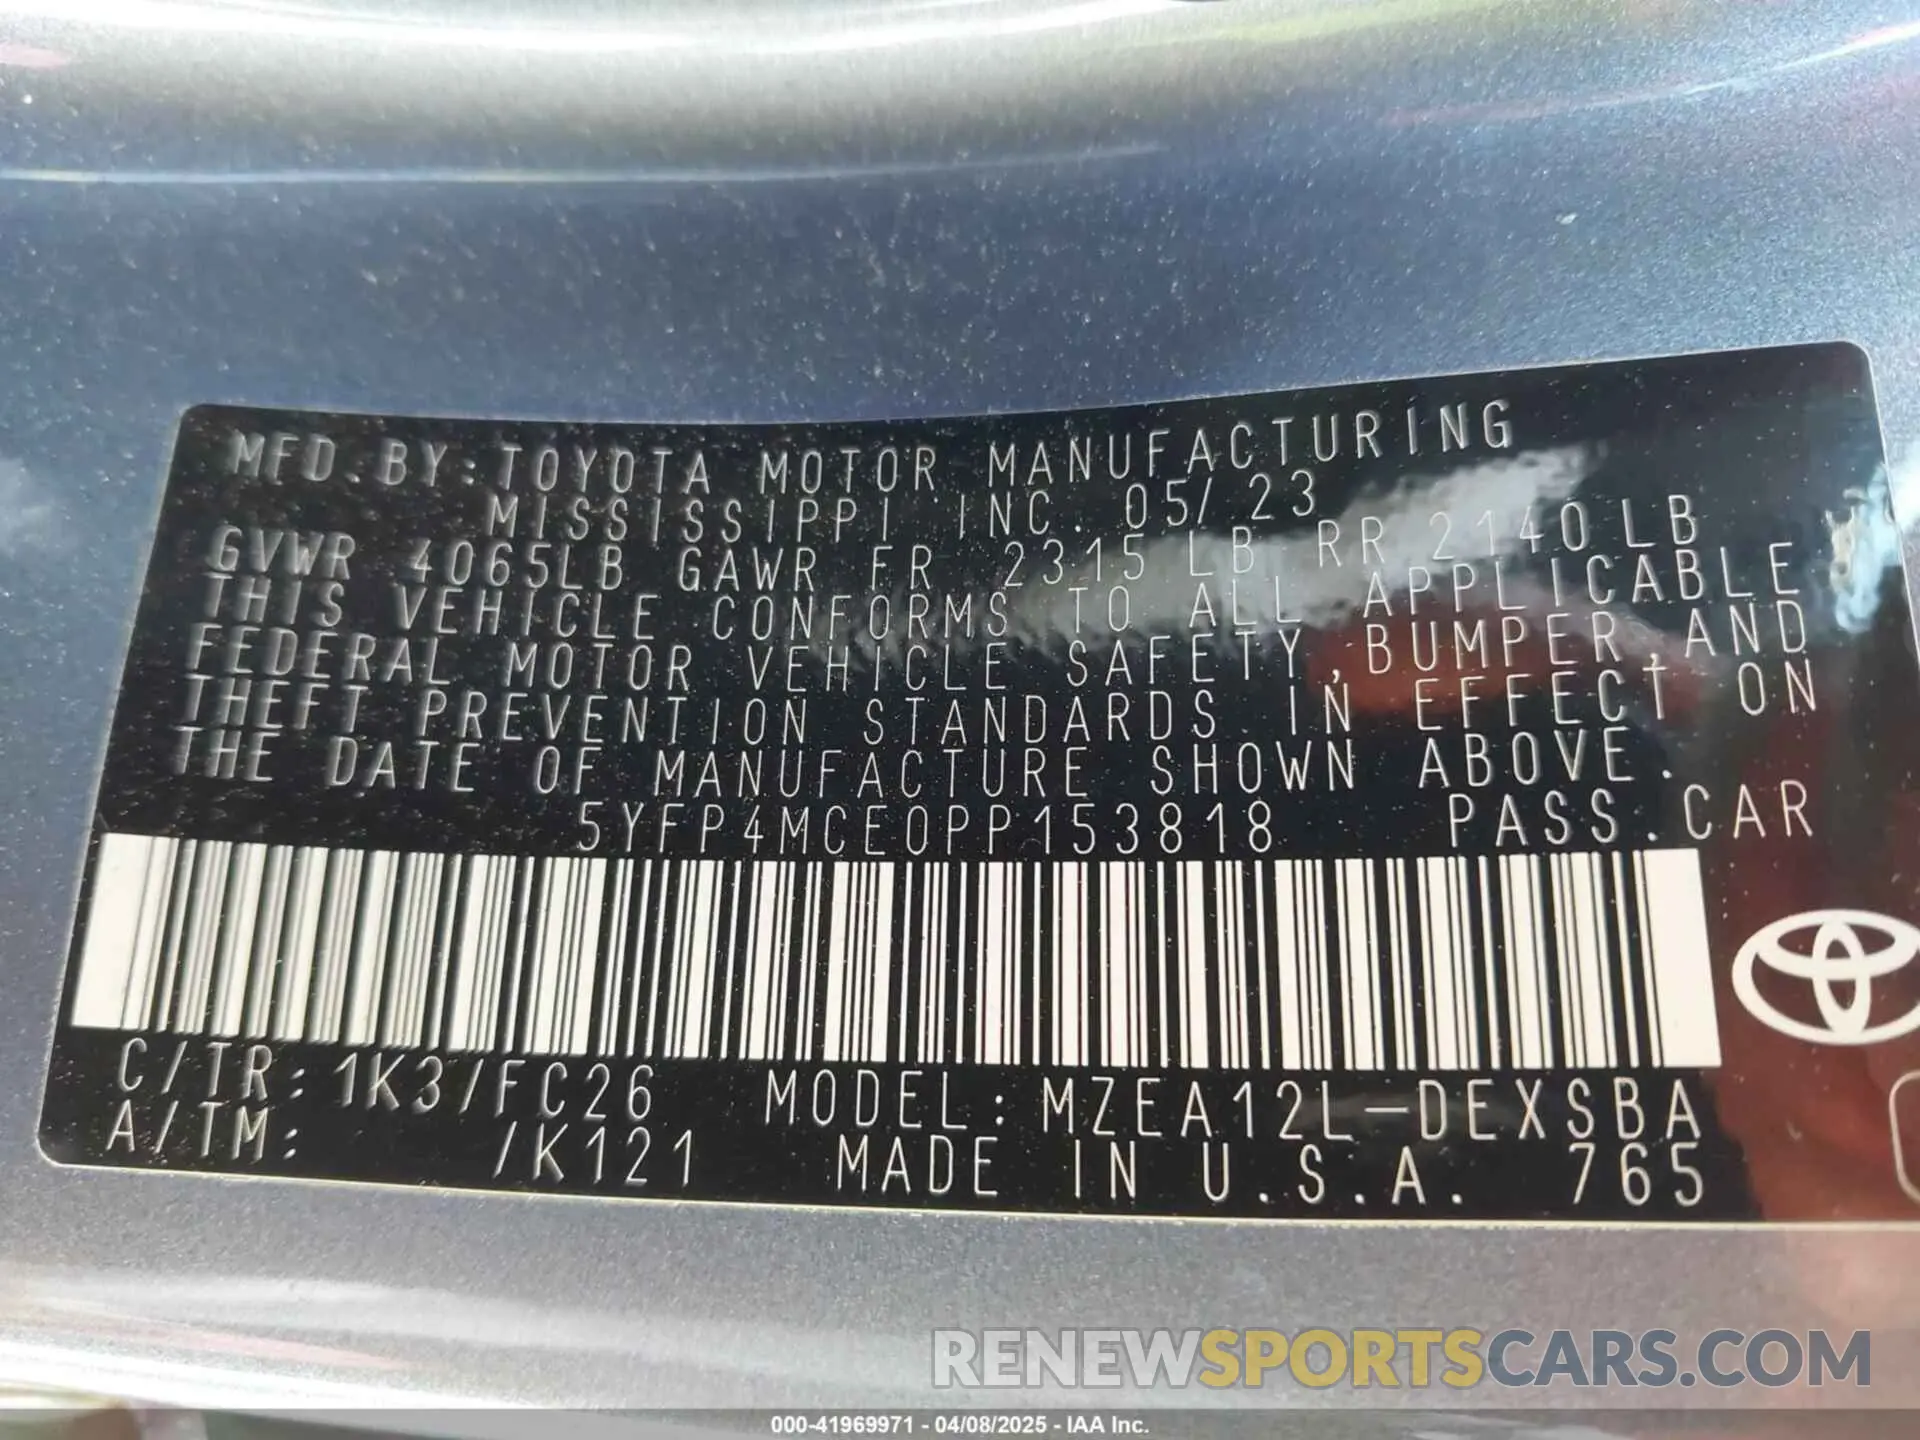 MFD.BY:TOYOTA MOTOR MANUFACTURING
MISSISSIPPI INC. 05/23
GVWR 4065LB GAWR FR 2315LB RR 2140LB
THIS VEHICLE CONFORMS TO ALL APPLICABLE
FEDERAL MOTOR VEHICLE SAFETY,BUMPER,AND
THEFT PREVENTION STANDARDS IN EFFECT ON
THE DATE OF MANUFACTURE SHOWN ABOVE.
5YFP4MCE0PP153818 PASS.CAR
C/TR:1K3/FC26 MODEL:MZEA12L-DEXSBA
A/TM: /K121 MADE IN U.S.A. 765
RENEWSPORTSCARS.COM
000-41969971 - 04/08/2025 - IAA Inc.